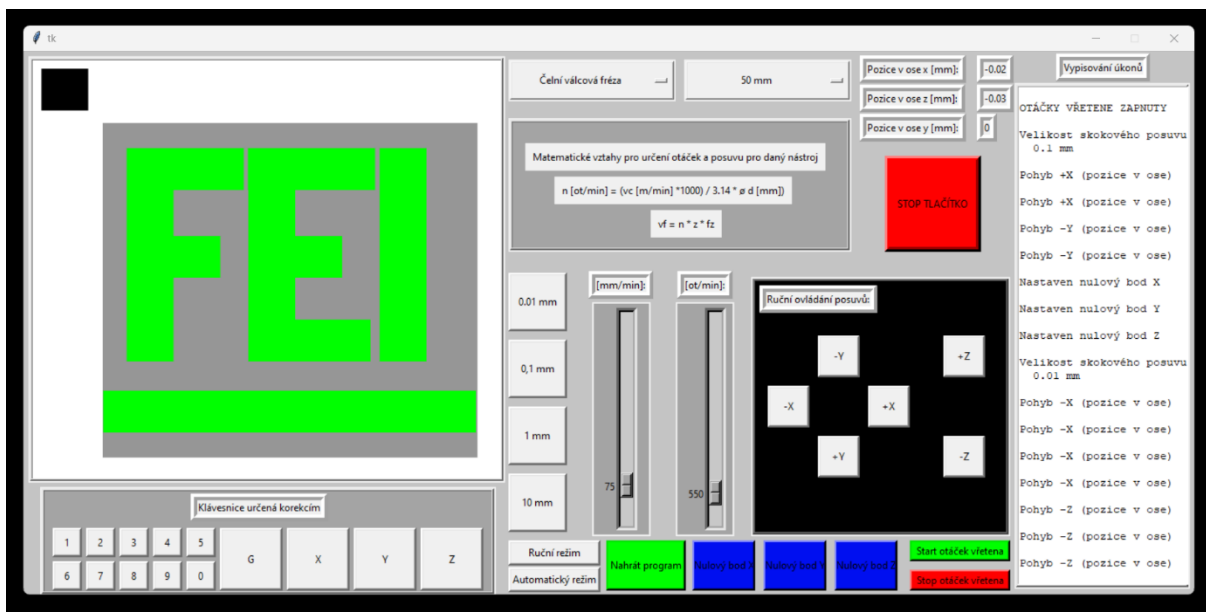 tk
FEI
Čelní válcová fréza
50 mm
Pozice v ose x [mm]:
-0.02
Pozice v ose z [mm]:
-0.03
Pozice v ose y [mm]:
0
Matematické vztahy pro určení otáček a posuvu pro daný nástroj
n [ot/min] = (vc [m/min] *1000) / 3.14 * ø d [mm])
vf = n * z * fz
STOP TLAČÍTKO
0.01 mm
0,1 mm
1 mm
10 mm
[mm/min]:
75
[ot/min]:
550
Ruční ovládání posuvů:
-Y
+Z
-X
+X
+Y
-Z
Vypisování úkonů
OTÁČKY VŘETENE ZAPNUTY
Velikost skokového posuvu
0.1 mm
Pohyb +X (pozice v ose)
Pohyb +X (pozice v ose)
Pohyb -Y (pozice v ose)
Pohyb -Y (pozice v ose)
Nastaven nulový bod X
Nastaven nulový bod Y
Nastaven nulový bod Z
Velikost skokového posuvu
0.01 mm
Pohyb -X (pozice v ose)
Pohyb -X (pozice v ose)
Pohyb -X (pozice v ose)
Pohyb -X (pozice v ose)
Pohyb -Z (pozice v ose)
Pohyb -Z (pozice v ose)
Pohyb -Z (pozice v ose)
Klávesnice určená korekcím
1 2 3 4 5
6 7 8 9 0
G X Y Z
Ruční režim
Automatický režim
Nahrát program
Nulový bod X
Nulový bod Y
Nulový bod Z
Start otáček vřetena
Stop otáček vřetena